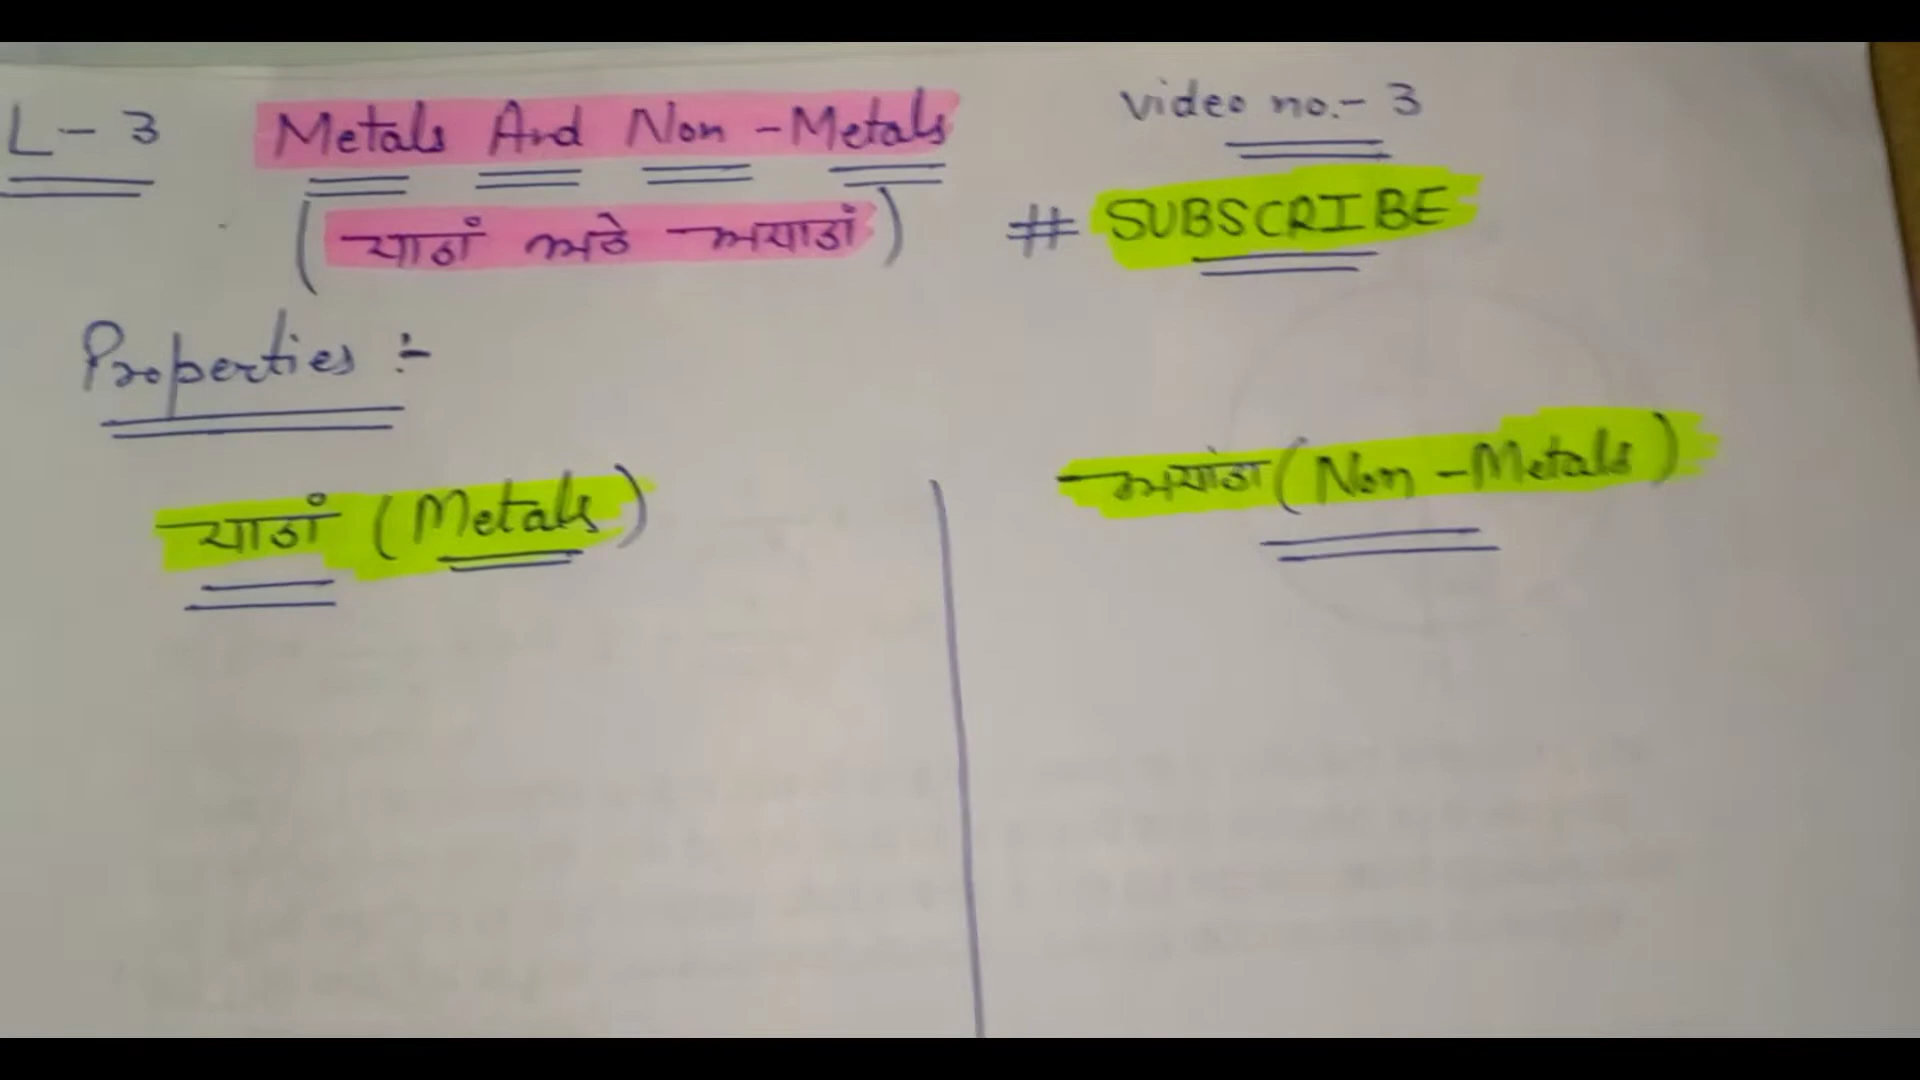 L - 3 Metals And Non - Metals video no. - 3
(ਧਾਤਾਂ ਅਤੇ ਅਧਾਤਾਂ) # SUBSCRIBE
Properties :-
ਧਾਤਾਂ (Metals) ਅਧਾਂਤਾ (Non - Metals)